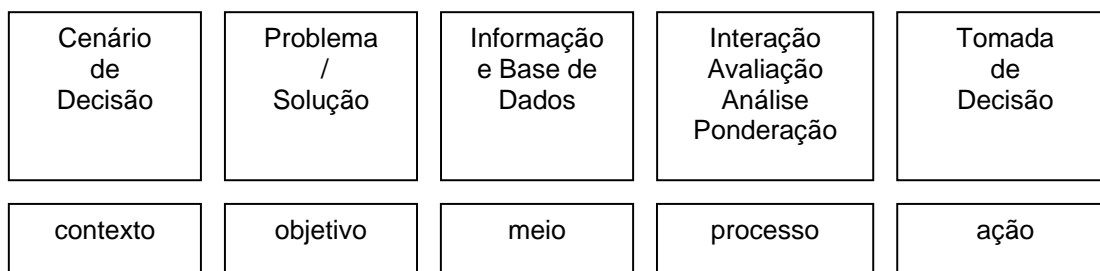 Cenário
de
Decisão
Problema
/
Solução
Informação
e Base de
Dados
Interação
Avaliação
Análise
Ponderação
Tomada
de
Decisão
contexto
objetivo
meio
processo
ação